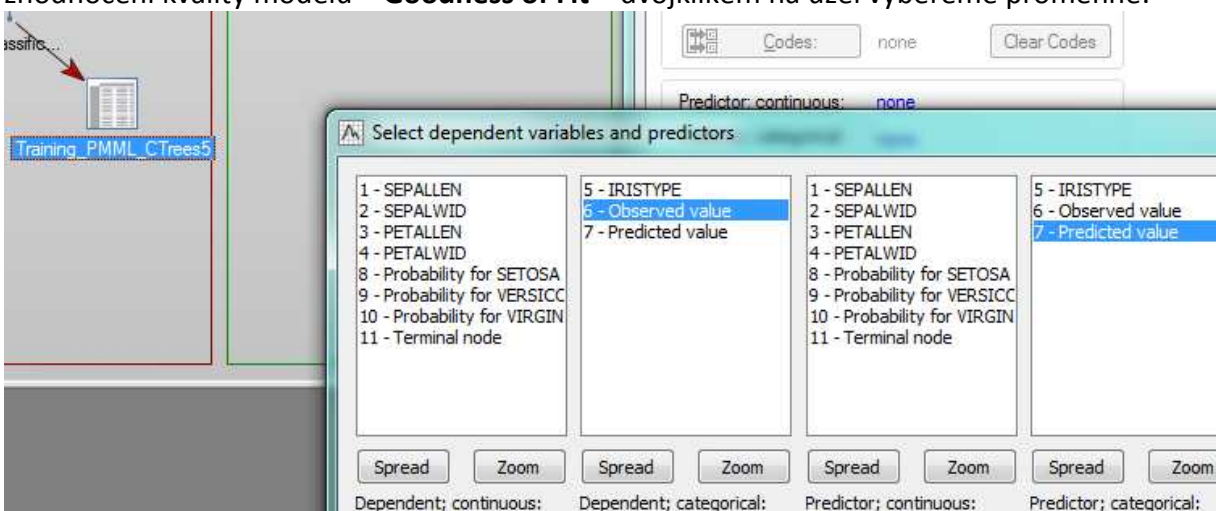 zhodnocení kvality modelu – Goodness of Fit – dvojklikem na uzel vybereme proměnné:
assific...
Training_PMML_CTrees5
Codes: none Clear Codes
Predictor; continuous: none
Select dependent variables and predictors
1 - SEPALLEN
2 - SEPALWID
3 - PETALLEN
4 - PETALWID
8 - Probability for SETOSA
9 - Probability for VERSICC
10 - Probability for VIRGIN
11 - Terminal node
5 - IRISTYPE
6 - Observed value
7 - Predicted value
1 - SEPALLEN
2 - SEPALWID
3 - PETALLEN
4 - PETALWID
8 - Probability for SETOSA
9 - Probability for VERSICC
10 - Probability for VIRGIN
11 - Terminal node
5 - IRISTYPE
6 - Observed value
7 - Predicted value
Spread Zoom Spread Zoom Spread Zoom Spread Zoom
Dependent; continuous: Dependent; categorical: Predictor; continuous: Predictor; categorical: